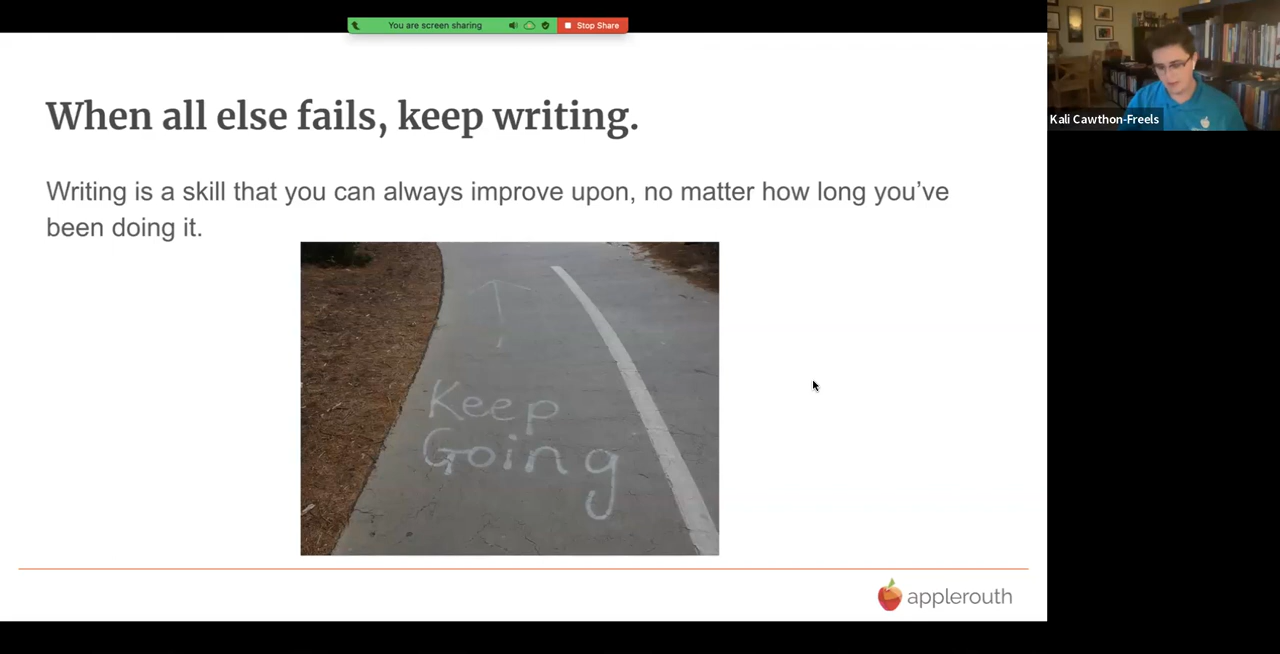 You are screen sharing
Stop Share
When all else fails, keep writing.
Writing is a skill that you can always improve upon, no matter how long you've
been doing it.
Keep
Going
applerouth
Kali Cawthon-Freels